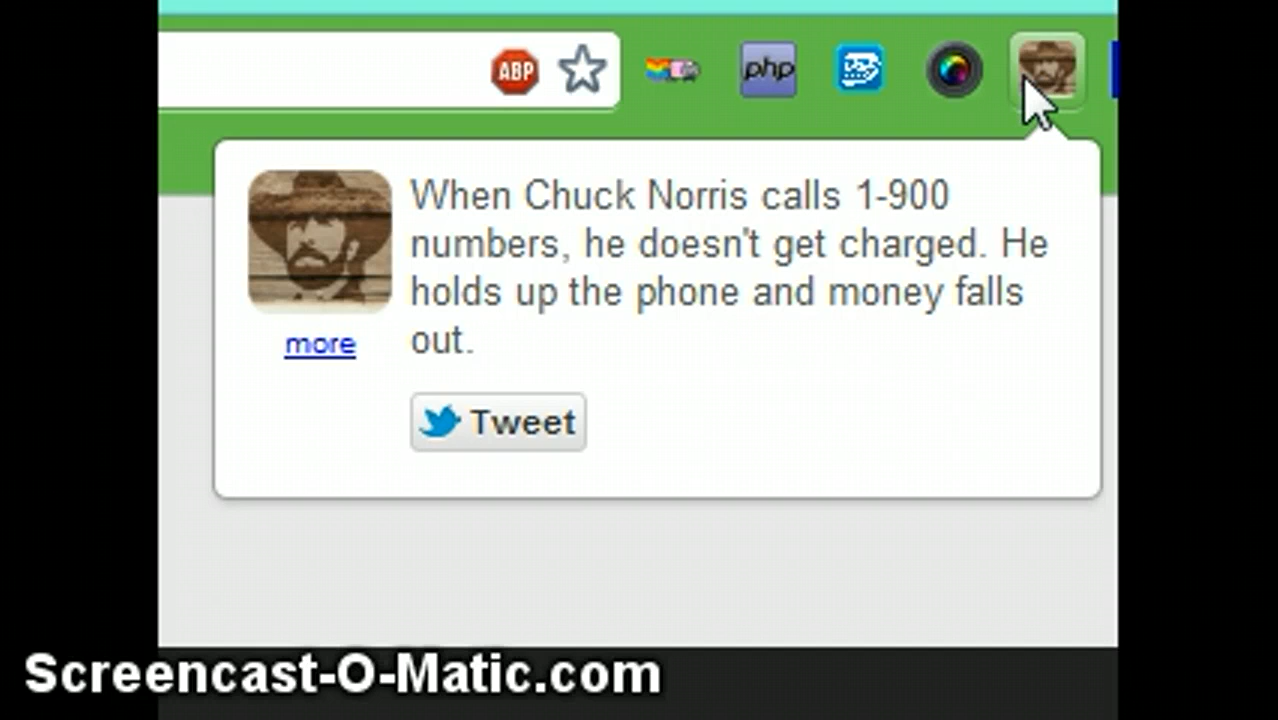 ABP
php
When Chuck Norris calls 1-900
numbers, he doesn't get charged. He
holds up the phone and money falls
out.
more
Tweet
Screencast-O-Matic.com